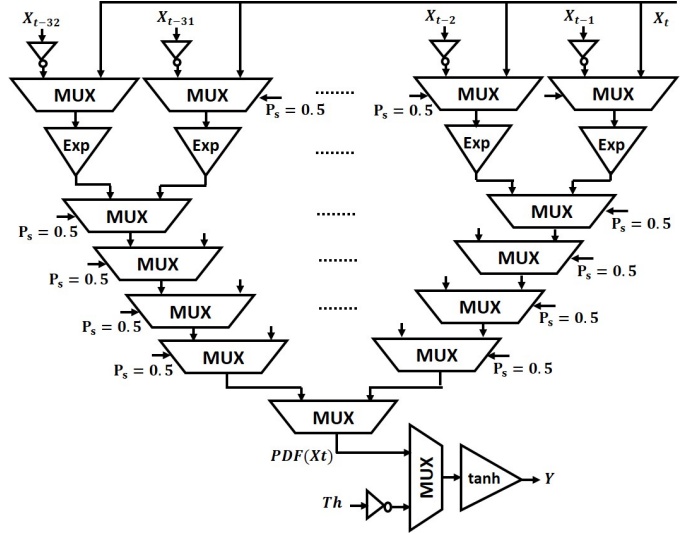 X_{t−32} X_{t−31} X_{t−2} X_{t−1} X_t
MUX MUX ........ MUX MUX
P_s = 0.5 P_s = 0.5
Exp Exp ........ Exp Exp
MUX ........ MUX
P_s = 0.5 P_s = 0.5
MUX ........ MUX
P_s = 0.5 P_s = 0.5
MUX ........ MUX
P_s = 0.5 P_s = 0.5
MUX MUX
P_s = 0.5 P_s = 0.5
MUX
PDF(Xt)
MUX tanh Y
Th